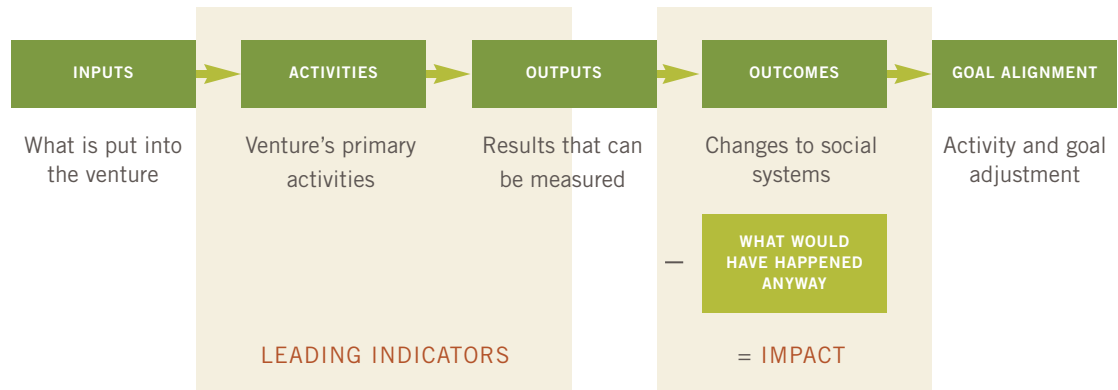 INPUTS
ACTIVITIES
OUTPUTS
OUTCOMES
GOAL ALIGNMENT
What is put into
the venture
Venture's primary
activities
Results that can
be measured
Changes to social
systems
Activity and goal
adjustment
–
WHAT WOULD
HAVE HAPPENED
ANYWAY
LEADING INDICATORS
= IMPACT